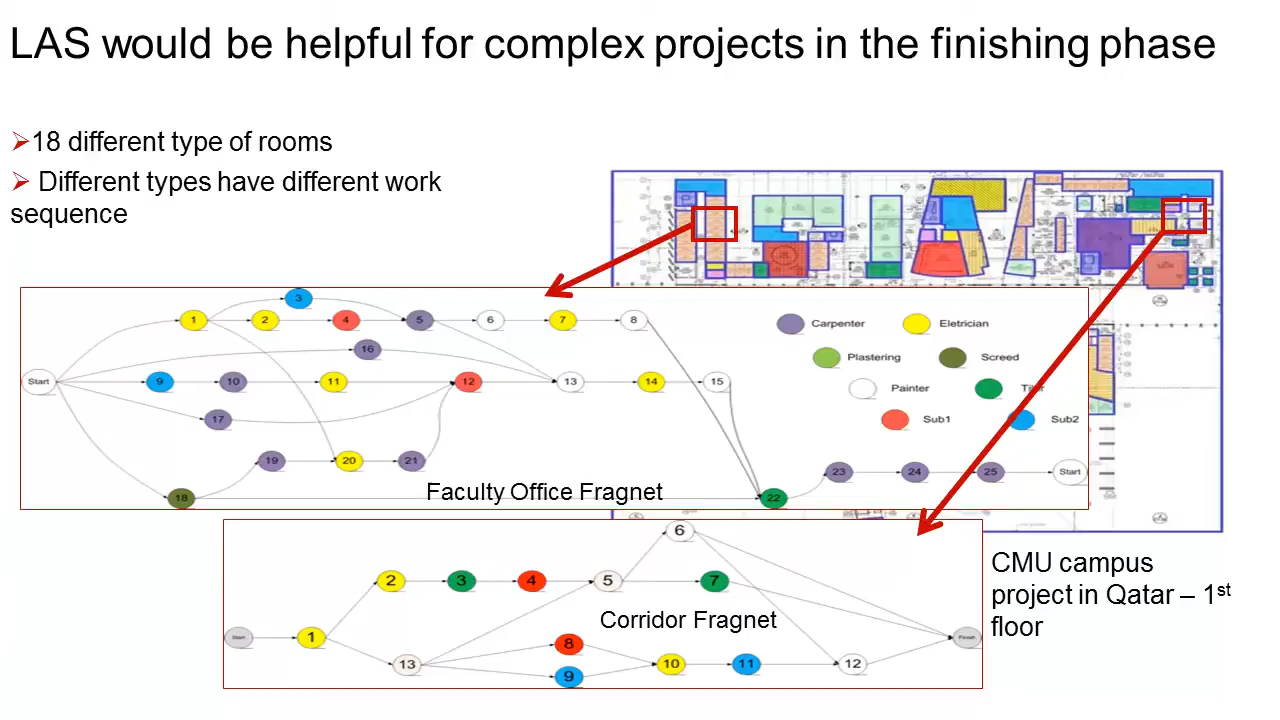 LAS would be helpful for complex projects in the finishing phase
18 different type of rooms
Different types have different work
sequence
3
1
2
4
5
6
7
8
16
Start
9
10
11
12
13
14
15
17
19
20
21
18
22
23
24
25
Start
Carpenter
Eletrician
Plastering
Screed
Painter
Sub1
Sub2
Faculty Office Fragnet
6
2
3
4
5
7
Corridor Fragnet
Start
1
8
13
9
10
11
12
Finish
CMU campus
project in Qatar – 1st
floor